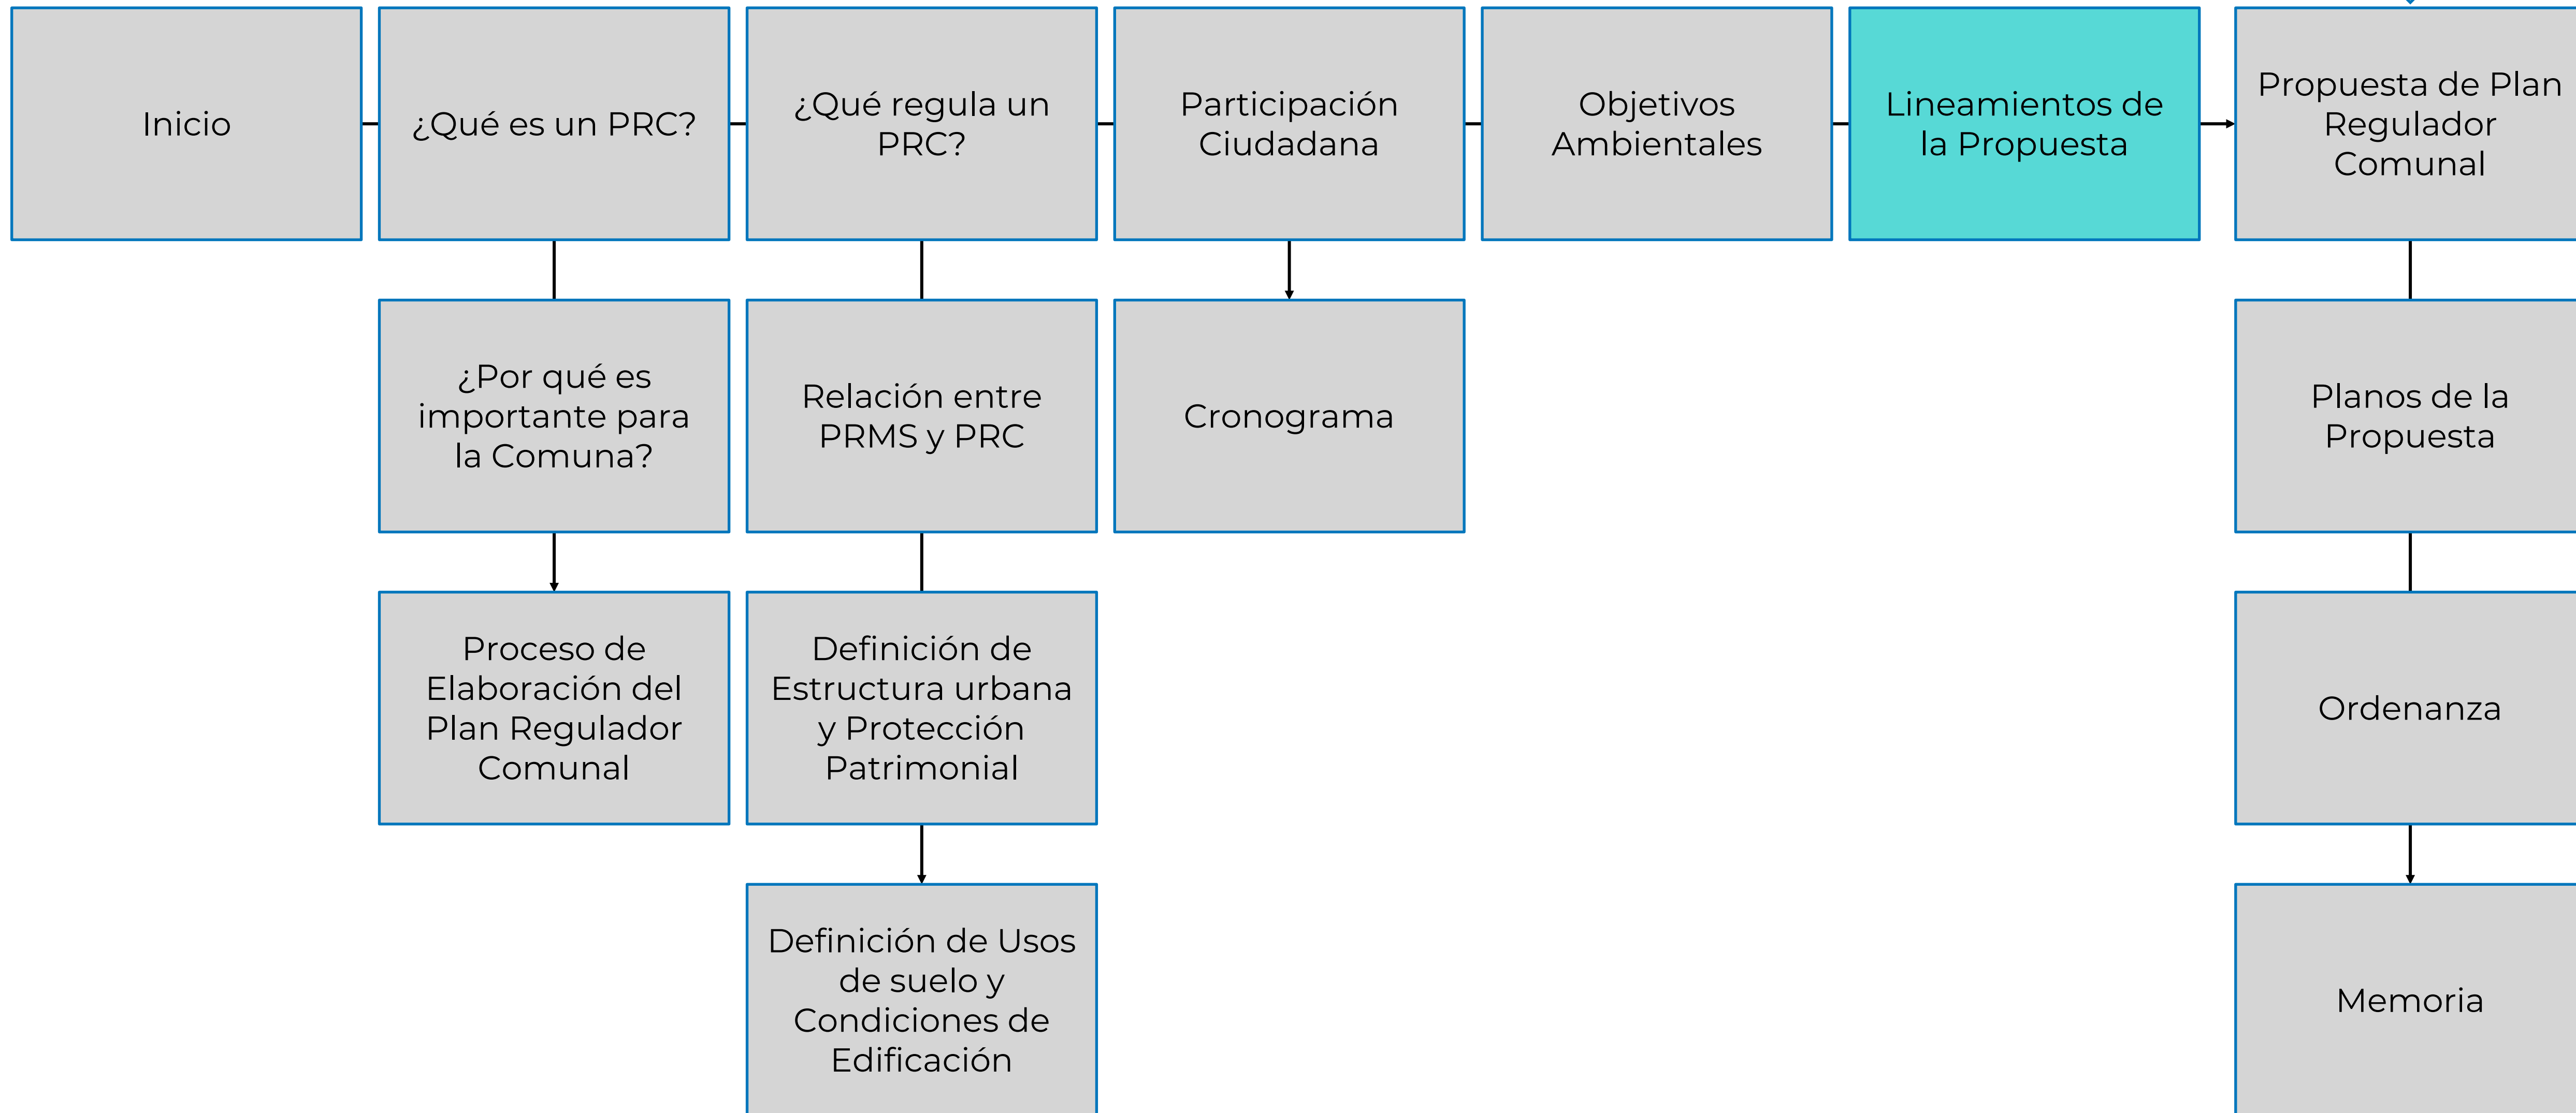 Inicio
¿Qué es un PRC?
¿Qué regula un
PRC?
Participación
Ciudadana
Objetivos
Ambientales
Lineamientos de
la Propuesta
Propuesta de Plan
Regulador
Comunal
¿Por qué es
importante para
la Comuna?
Relación entre
PRMS y PRC
Cronograma
Planos de la
Propuesta
Proceso de
Elaboración del
Plan Regulador
Comunal
Definición de
Estructura urbana
y Protección
Patrimonial
Ordenanza
Definición de Usos
de suelo y
Condiciones de
Edificación
Memoria